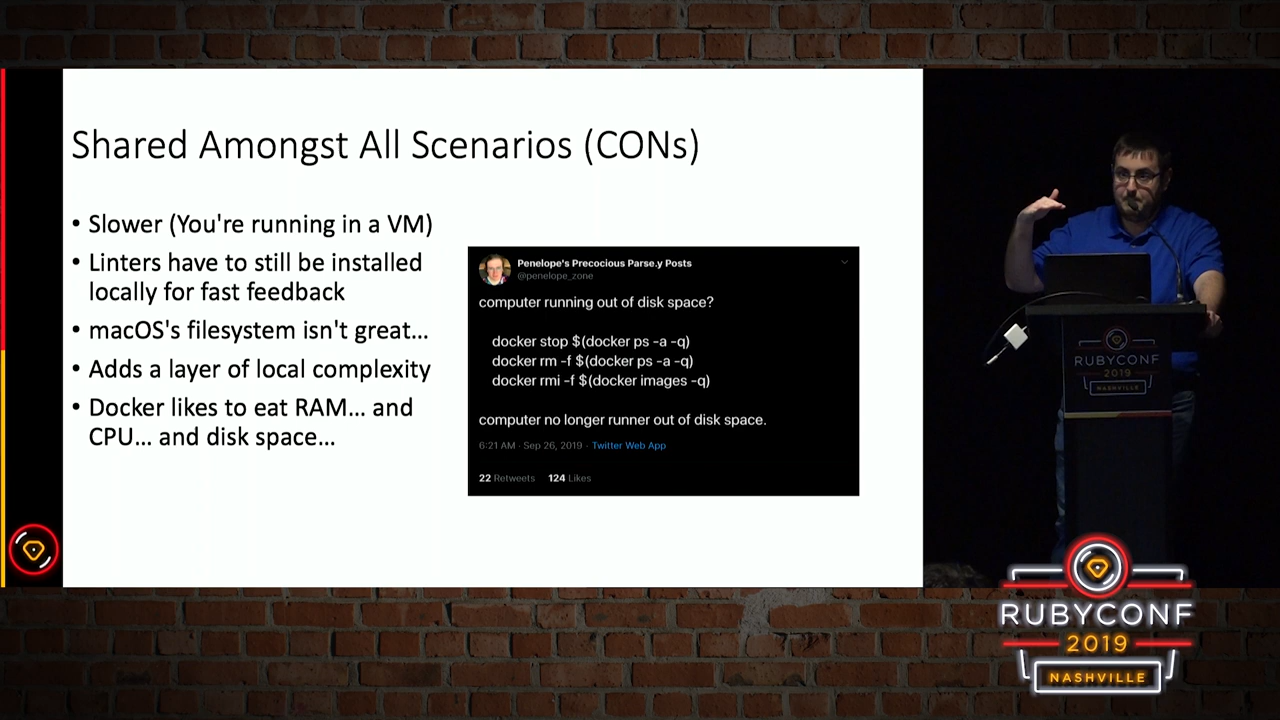 Shared Amongst All Scenarios (CONs)
• Slower (You're running in a VM)
• Linters have to still be installed
locally for fast feedback
• macOS's filesystem isn't great...
• Adds a layer of local complexity
• Docker likes to eat RAM... and
CPU... and disk space...
Penelope's Precocious Parse.y Posts
@penelope_zone
computer running out of disk space?
docker stop $(docker ps -a -q)
docker rm -f $(docker ps -a -q)
docker rmi -f $(docker images -q)
computer no longer runner out of disk space.
6:21 AM · Sep 26, 2019 · Twitter Web App
22 Retweets 124 Likes
RUBYCONF
2019
NASHVILLE
RUBYCONF
2019
NASHVILLE